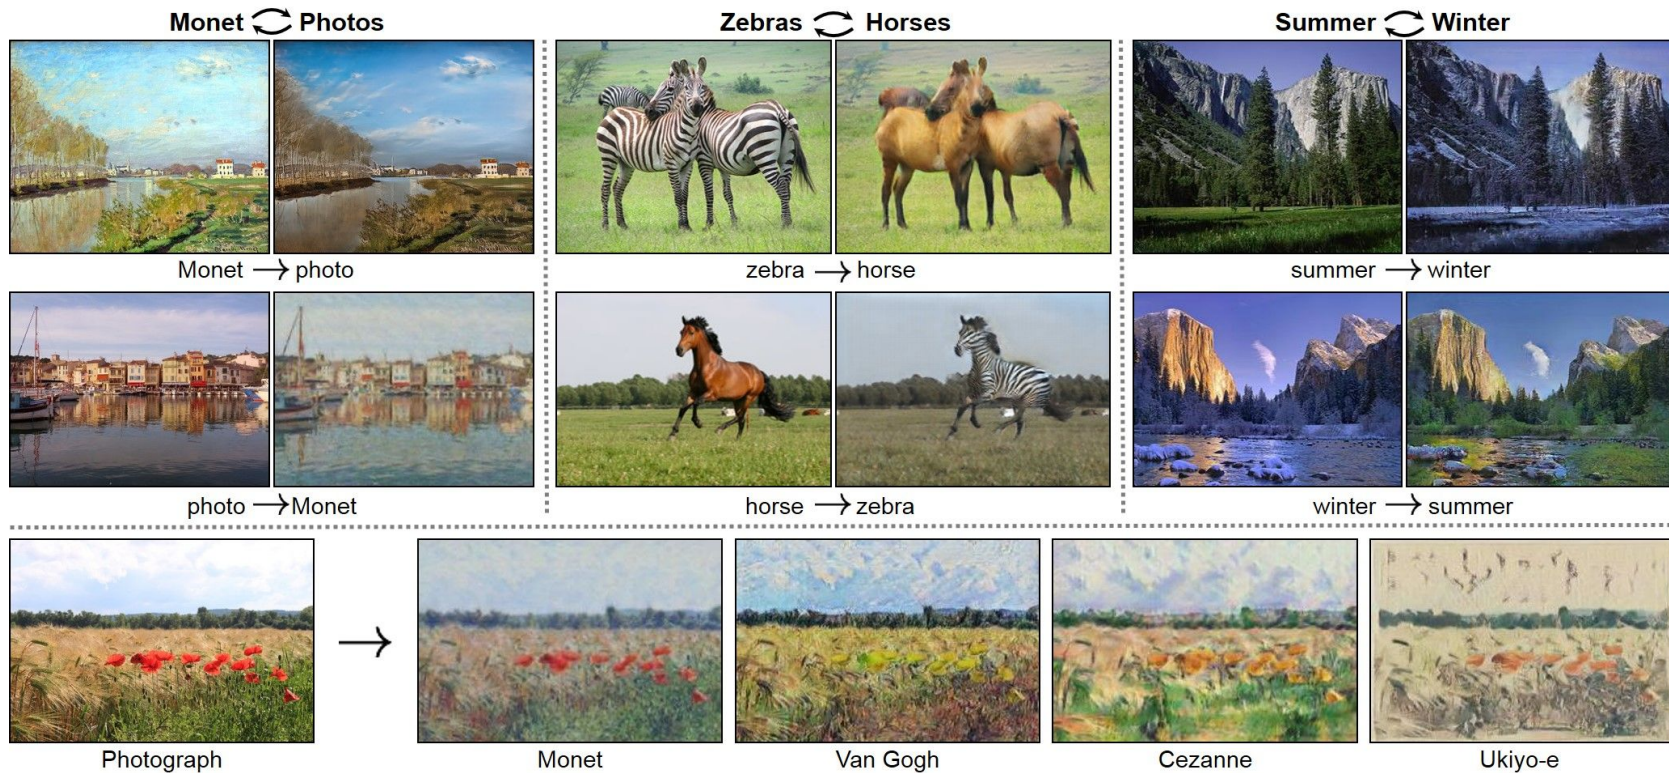 Monet Photos
Zebras Horses
Summer Winter
Monet → photo
zebra → horse
summer → winter
photo → Monet
horse → zebra
winter → summer
Photograph
Monet
Van Gogh
Cezanne
Ukiyo-e